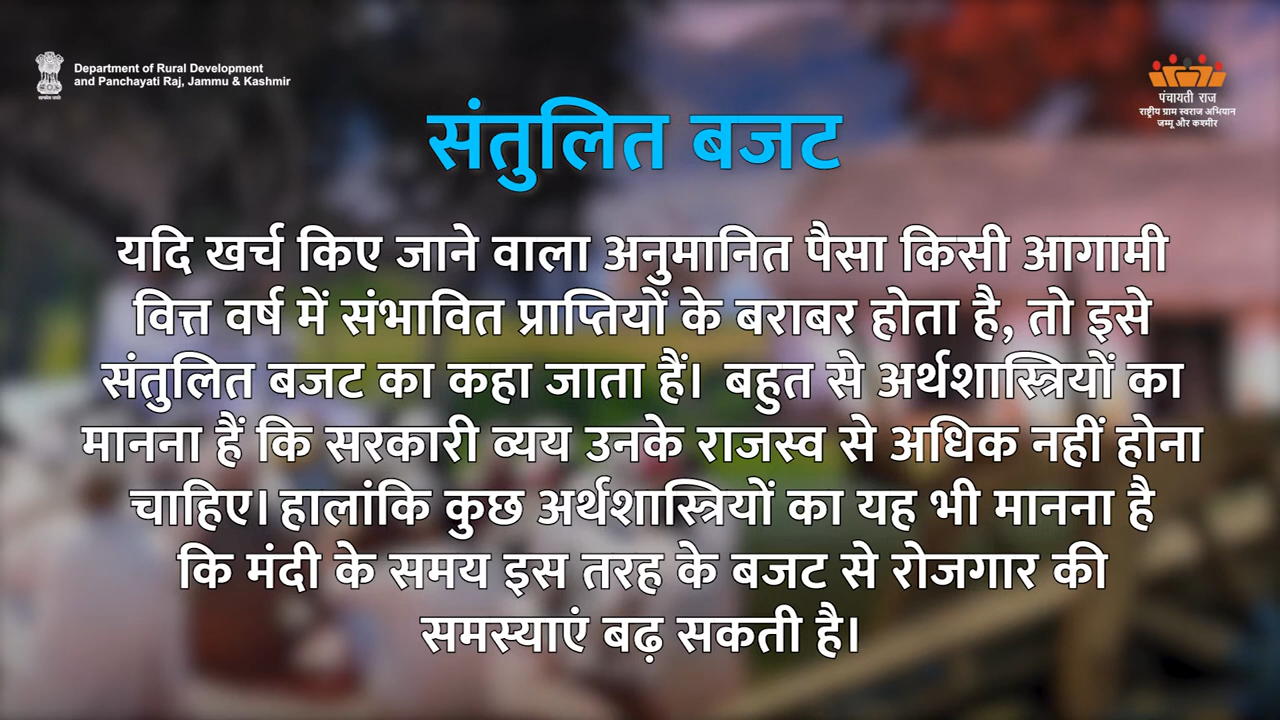 Department of Rural Development
and Panchayati Raj, Jammu & Kashmir
पंचायती राज
राष्ट्रीय ग्राम स्वराज अभियान
जम्मू और कश्मीर
संतुलित बजट
यदि खर्च किए जाने वाला अनुमानित पैसा किसी आगामी
वित्त वर्ष में संभावित प्राप्तियों के बराबर होता है, तो इसे
संतुलित बजट का कहा जाता हैं। बहुत से अर्थशास्त्रियों का
मानना हैं कि सरकारी व्यय उनके राजस्व से अधिक नहीं होना
चाहिए। हालांकि कुछ अर्थशास्त्रियों का यह भी मानना है
कि मंदी के समय इस तरह के बजट से रोजगार की
समस्याएं बढ़ सकती है।